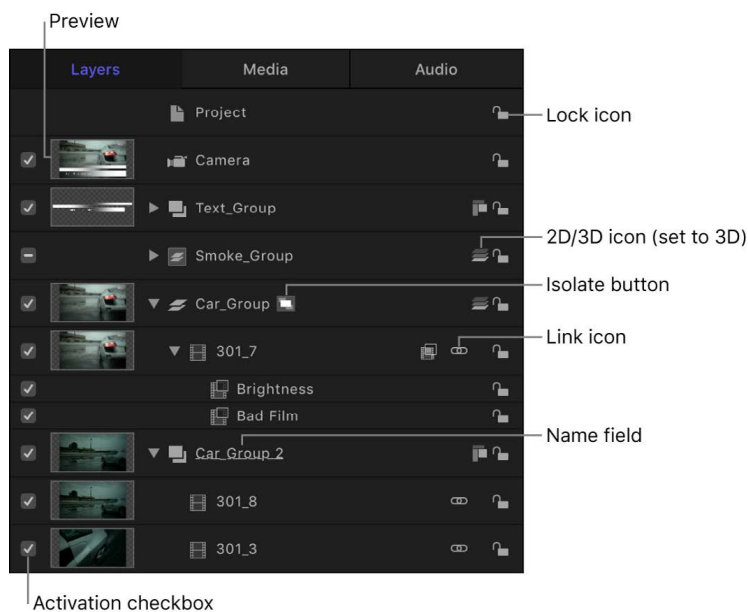 Preview
Layers Media Audio
Project
Lock icon
Camera
Text_Group
2D/3D icon (set to 3D)
Smoke_Group
Isolate button
Car_Group
Link icon
301_7
Brightness
Bad Film
Name field
Car_Group 2
301_8
301_3
Activation checkbox